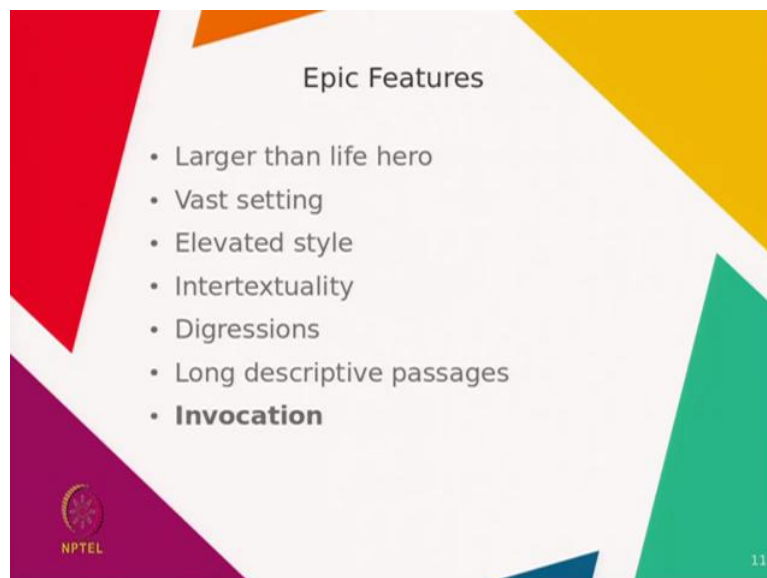 Epic Features
• Larger than life hero
• Vast setting
• Elevated style
• Intertextuality
• Digressions
• Long descriptive passages
• Invocation
NPTEL
11